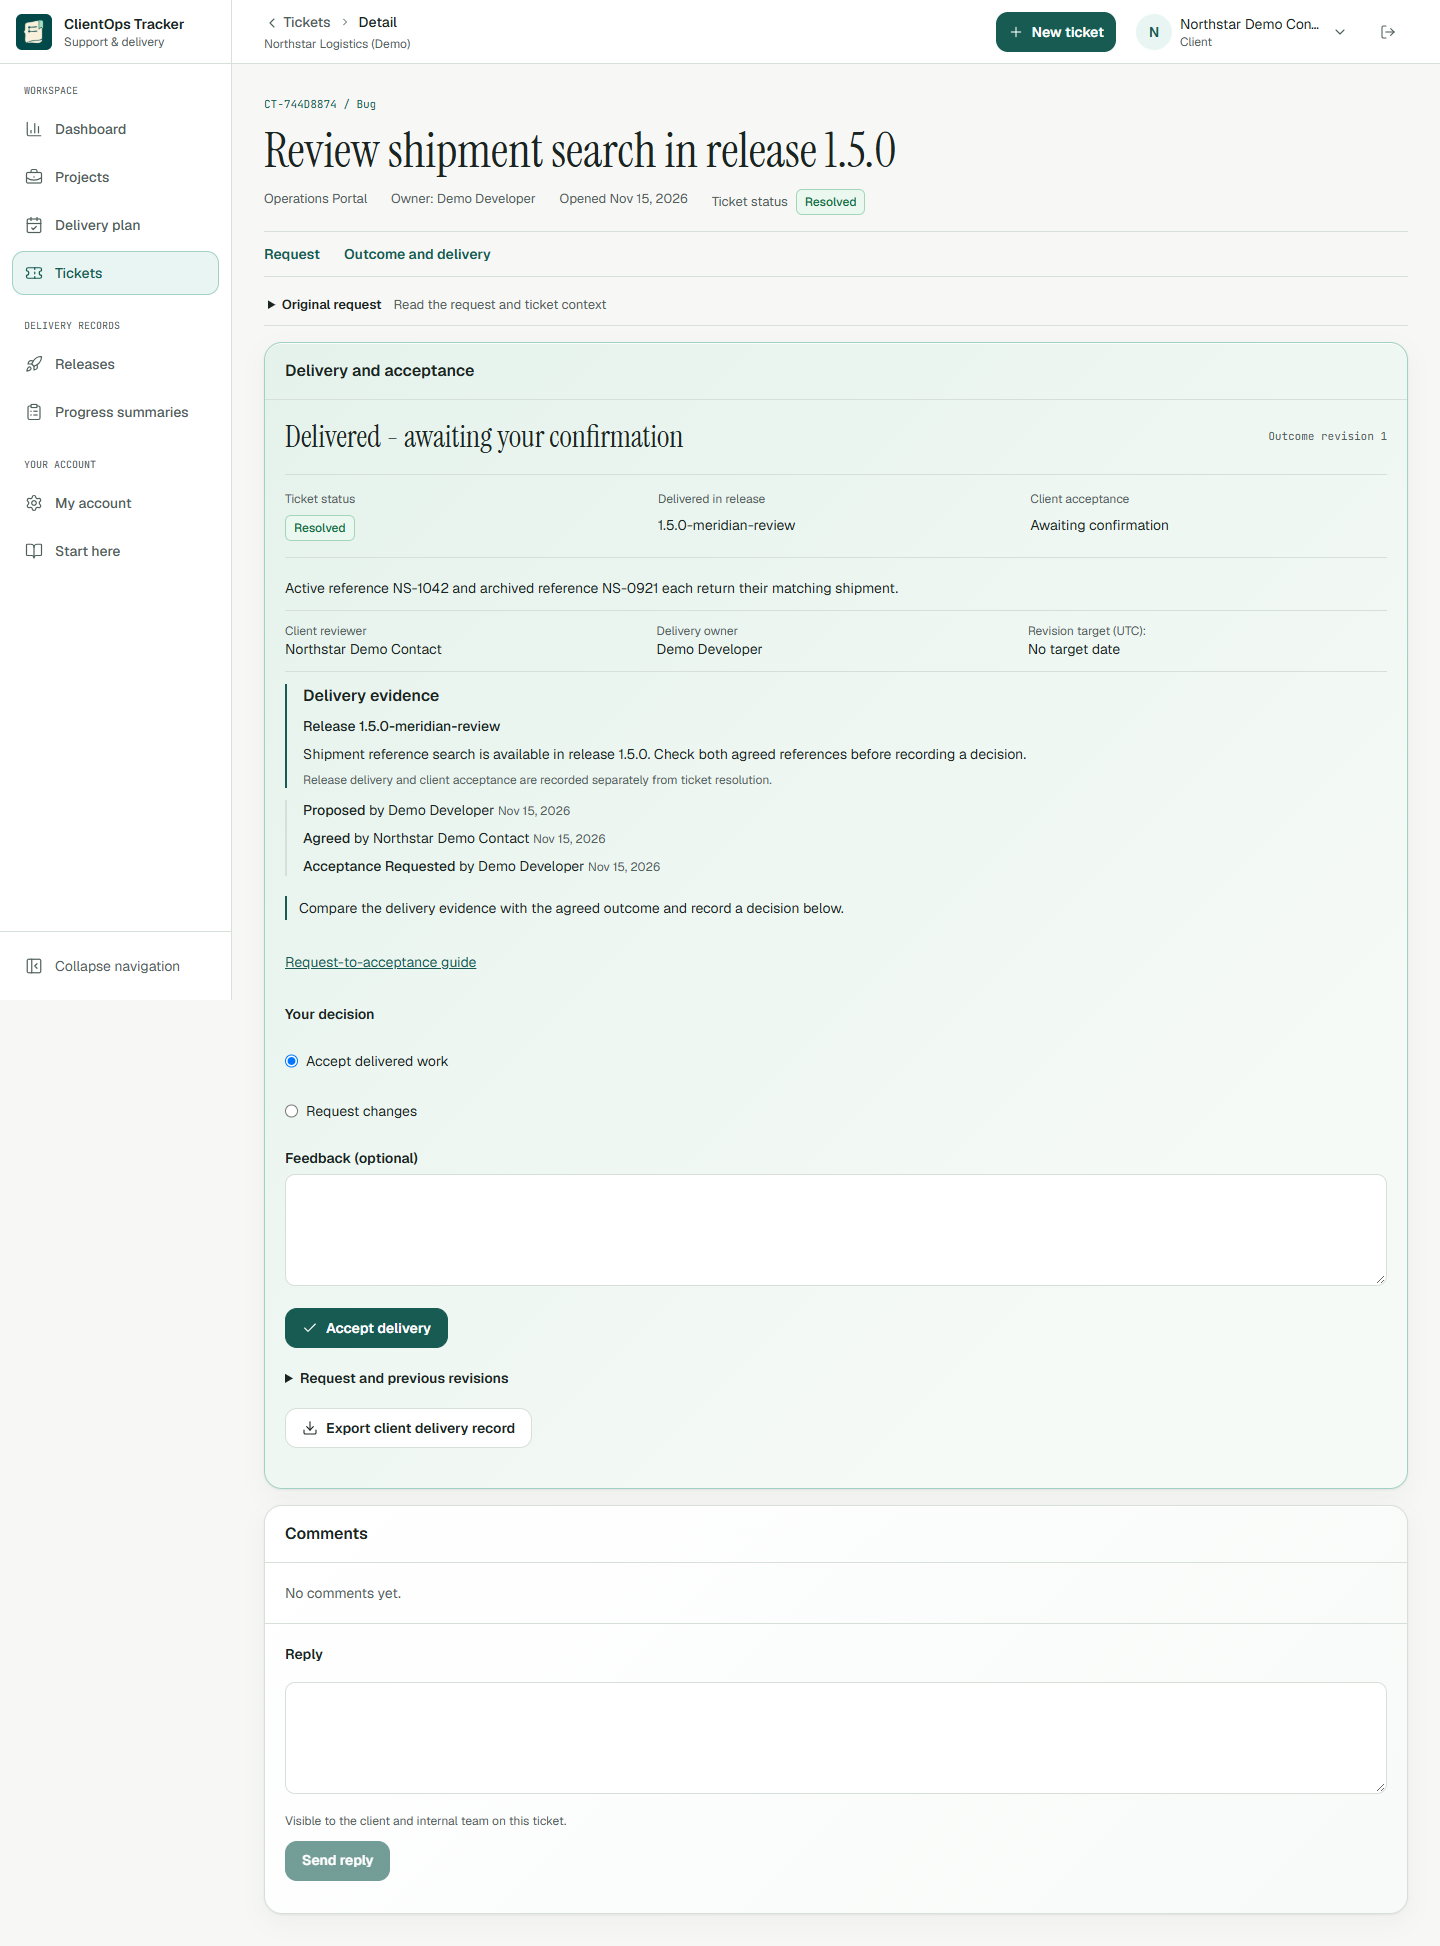 ClientOps Tracker
Support & delivery
Tickets > Detail
Northstar Logistics (Demo)
+ New ticket
N
Northstar Demo Con...
Client
WORKSPACE
Dashboard
Projects
Delivery plan
Tickets
DELIVERY RECORDS
Releases
Progress summaries
YOUR ACCOUNT
My account
Start here
Collapse navigation
CT-744D8874 / Bug
Review shipment search in release 1.5.0
Operations Portal Owner: Demo Developer Opened Nov 15, 2026 Ticket status Resolved
Request Outcome and delivery
Original request Read the request and ticket context
Delivery and acceptance
Delivered - awaiting your confirmation
Outcome revision 1
Ticket status Delivered in release Client acceptance
Resolved 1.5.0-meridian-review Awaiting confirmation
Active reference NS-1042 and archived reference NS-0921 each return their matching shipment.
Client reviewer Delivery owner Revision target (UTC):
Northstar Demo Contact Demo Developer No target date
Delivery evidence
Release 1.5.0-meridian-review
Shipment reference search is available in release 1.5.0. Check both agreed references before recording a decision.
Release delivery and client acceptance are recorded separately from ticket resolution.
Proposed by Demo Developer Nov 15, 2026
Agreed by Northstar Demo Contact Nov 15, 2026
Acceptance Requested by Demo Developer Nov 15, 2026
Compare the delivery evidence with the agreed outcome and record a decision below.
Request-to-acceptance guide
Your decision
Accept delivered work
Request changes
Feedback (optional)
Accept delivery
Request and previous revisions
Export client delivery record
Comments
No comments yet.
Reply
Visible to the client and internal team on this ticket.
Send reply